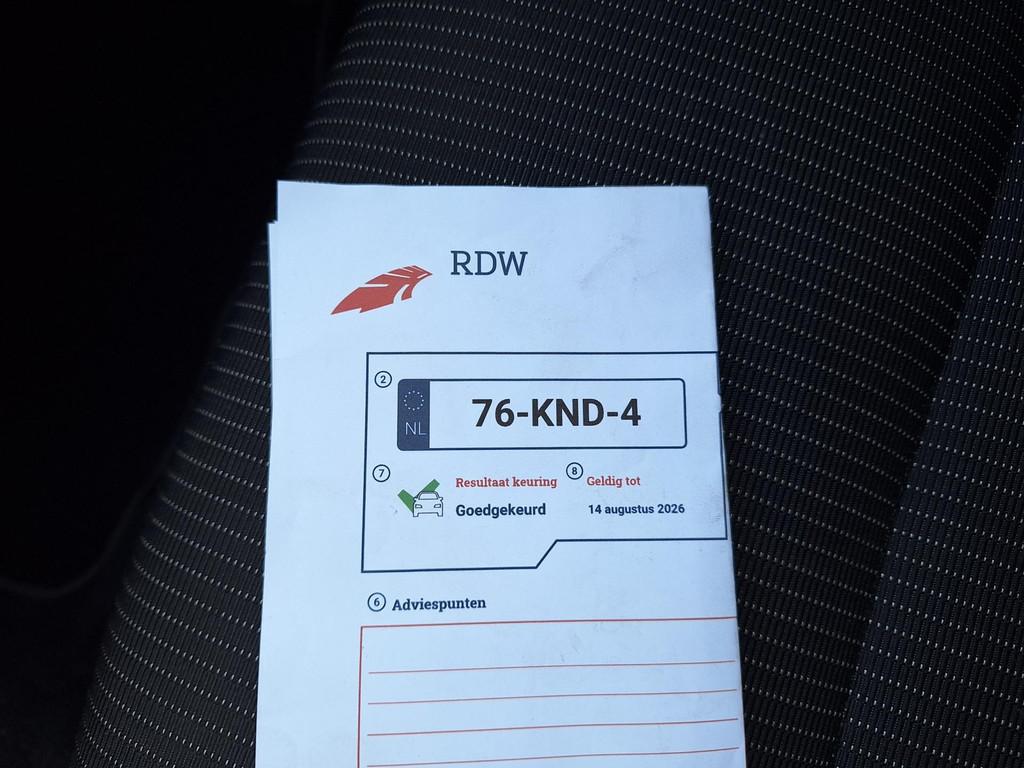 RDW
2
NL
76-KND-4
7
Resultaat keuring
Goedgekeurd
8
Geldig tot
14 augustus 2026
6 Adviespunten